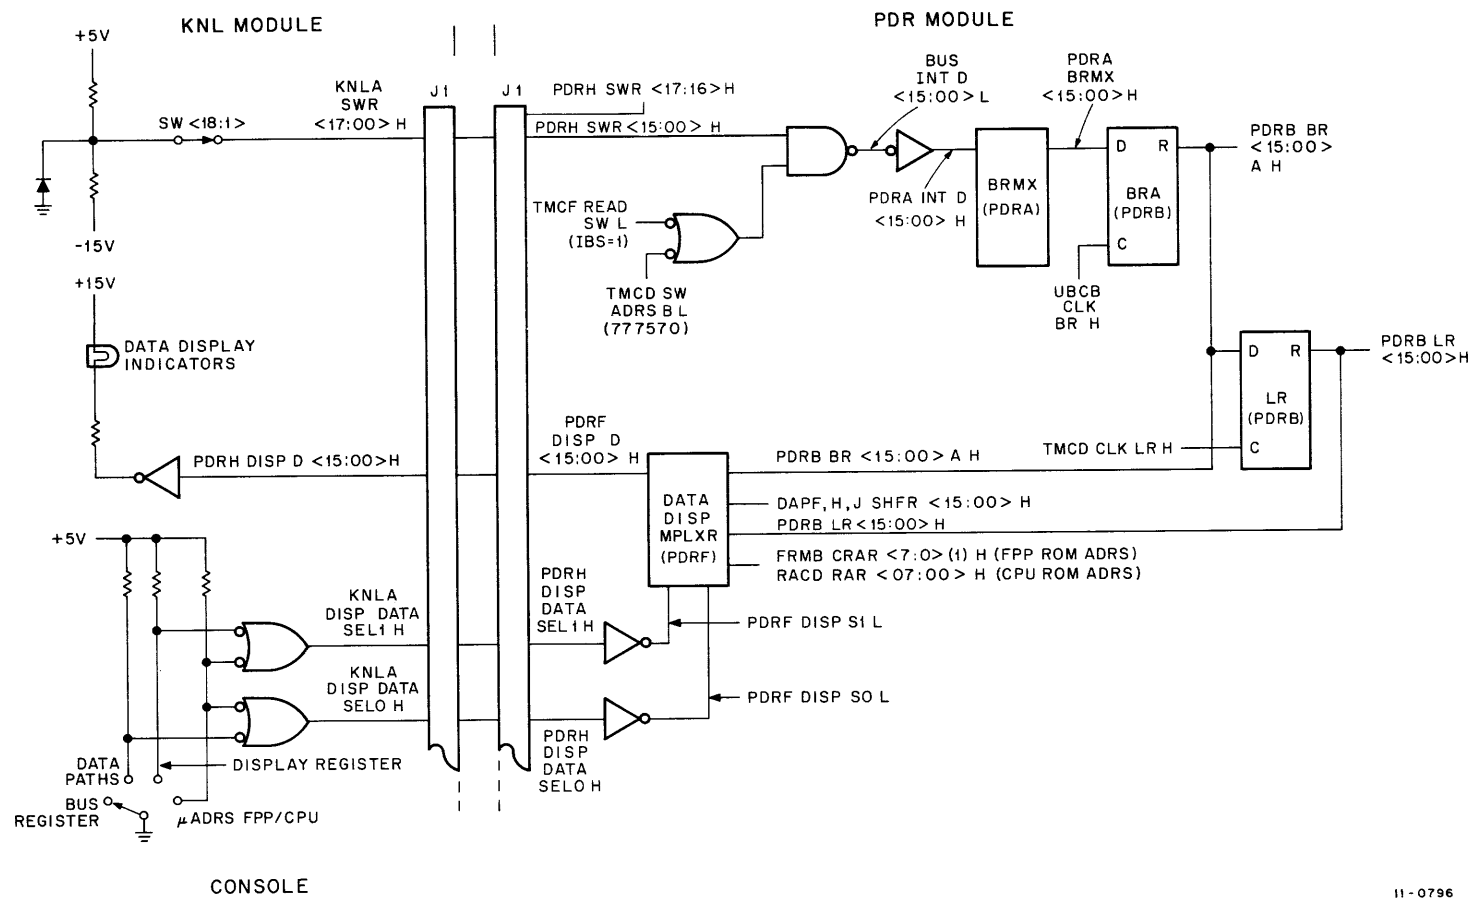 KNL MODULE
PDR MODULE
+5V
KNLA
SWR
<17:00> H
SW <18:1>
-15V
J1
J1
PDRH SWR <17:16> H
PDRH SWR <15:00> H
BUS
INT D
<15:00> L
PDRA
BRMX
<15:00> H
PDRA INT D
<15:00> H
BRMX
(PDRA)
D R
BRA
(PDRB)
C
PDRB BR
<15:00>
A H
TMCF READ
SW L
(IBS=1)
TMCD SW
ADRS B L
(777570)
UBCB
CLK
BR H
+15V
DATA DISPLAY
INDICATORS
D R
LR
(PDRB)
C
PDRB LR
<15:00>H
TMCD CLK LR H
PDRH DISP D <15:00>H
PDRF
DISP D
<15:00> H
DATA
DISP
MPLXR
(PDRF)
PDRB BR <15:00> A H
DAPF, H, J SHFR <15:00> H
PDRB LR<15:00> H
FRMB CRAR <7:0> (1) H (FPP ROM ADRS)
RACD RAR <07:00> H (CPU ROM ADRS)
+5V
KNLA
DISP DATA
SEL1 H
PDRH
DISP
DATA
SEL 1 H
PDRF DISP S1 L
KNLA
DISP DATA
SELO H
PDRF DISP SO L
PDRH
DISP
DATA
SELO H
DATA
PATHS
DISPLAY REGISTER
BUS
REGISTER
μADRS FPP/CPU
CONSOLE
11-0796